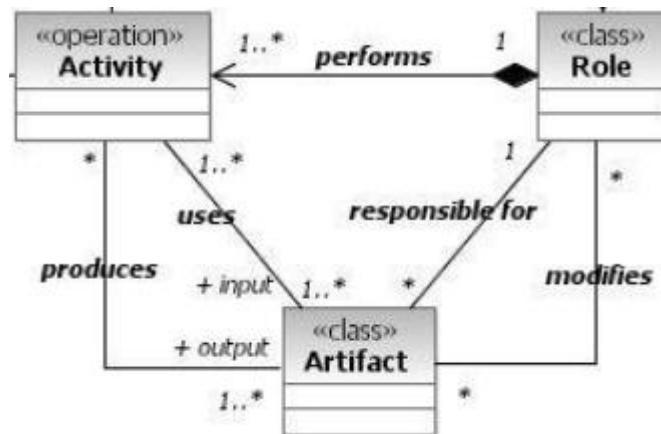 «operation»
Activity
1..*
performs
1
«class»
Role
*
1..*
1
*
uses
responsible for
produces
modifies
+ input
1..*
*
«class»
Artifact
+ output
1..*
*